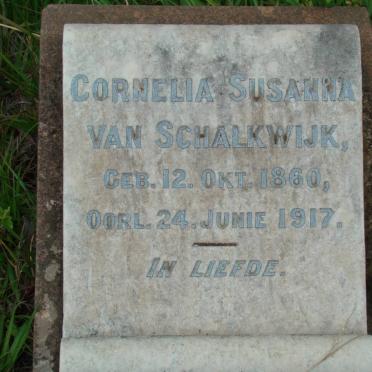 CORNELIA SUSANNA
VAN SCHALKWIJK,
GEB. 12. OKT. 1860,
OORL. 24. JUNIE 1917.
IN LIEFDE.